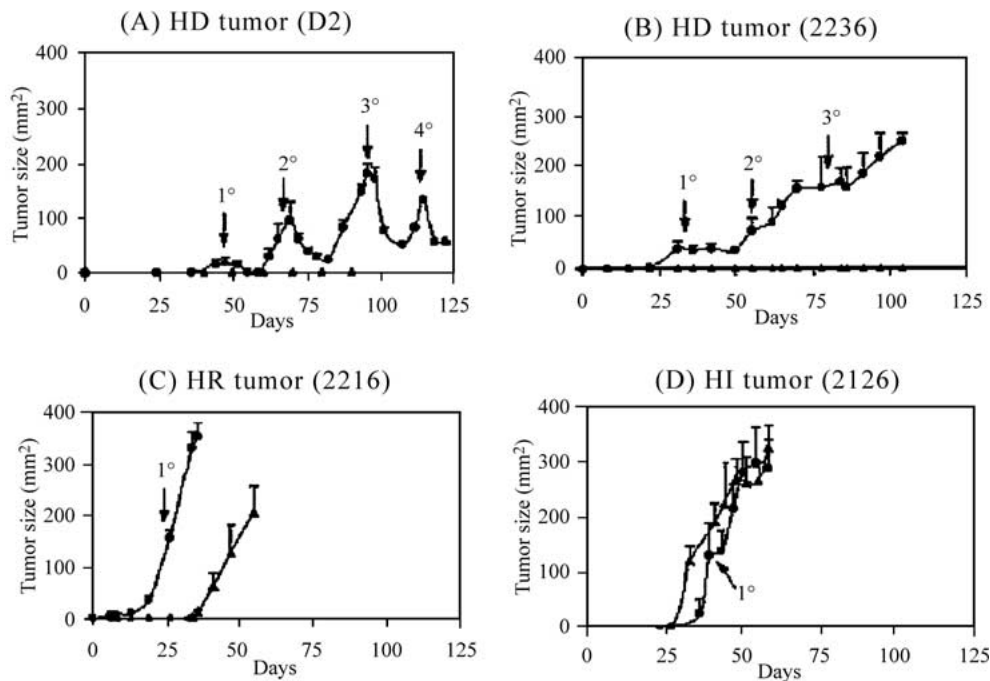 (A) HD tumor (D2)
Tumor size (mm²)
400
300
200
100
0
1°
2°
3°
4°
0 25 50 75 100 125
Days
(B) HD tumor (2236)
Tumor size (mm²)
400
300
200
100
0
1°
2°
3°
0 25 50 75 100 125
Days
(C) HR tumor (2216)
Tumor size (mm²)
400
300
200
100
0
1°
0 25 50 75 100 125
Days
(D) HI tumor (2126)
Tumor size (mm²)
400
300
200
100
0
1°
0 25 50 75 100 125
Days